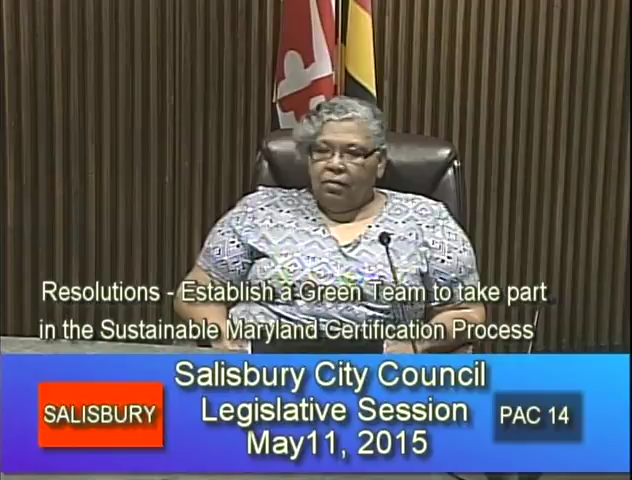 Resolutions - Establish a Green Team to take part
in the Sustainable Maryland Certification Process
Salisbury City Council
SALISBURY
Legislative Session
PAC 14
May11, 2015